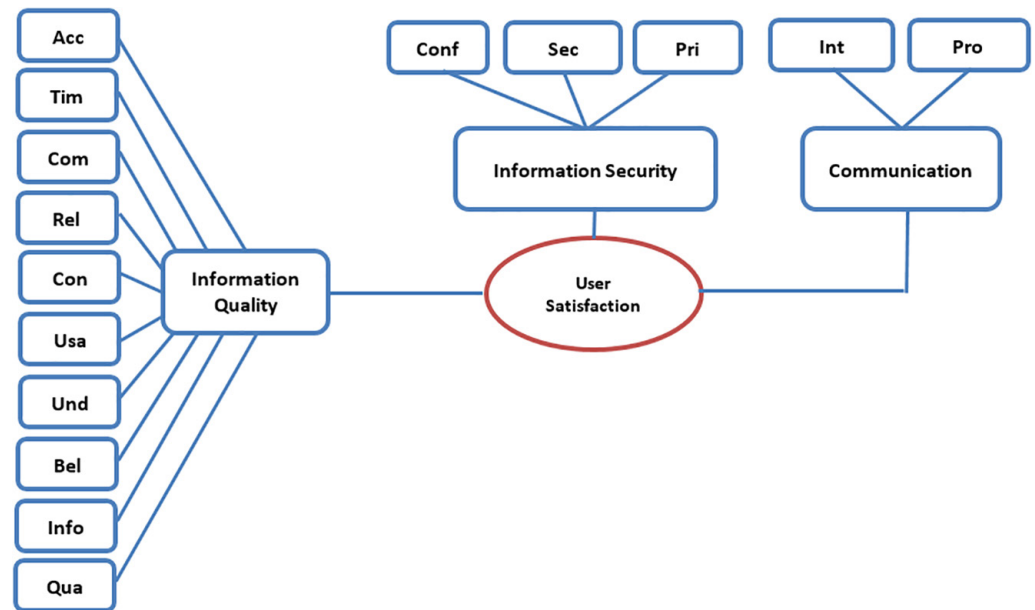 Acc
Tim
Com
Rel
Con
Usa
Und
Bel
Info
Qua
Information
Quality
Conf
Sec
Pri
Information Security
User
Satisfaction
Int
Pro
Communication